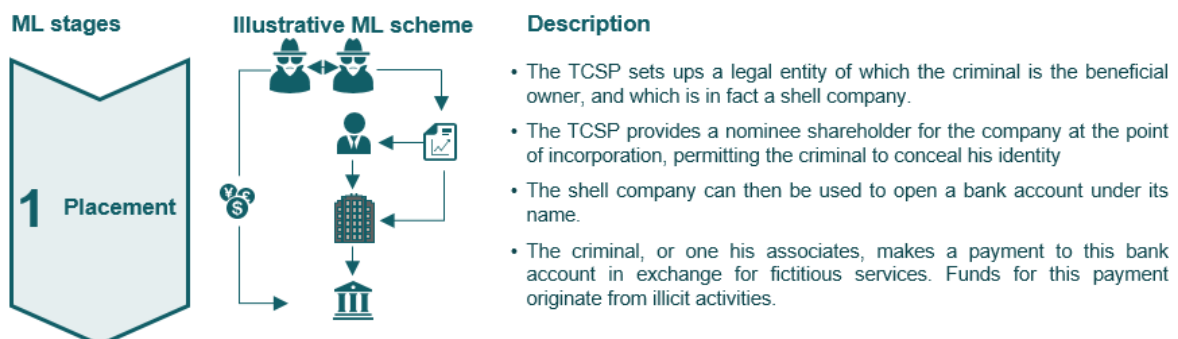 ML stages
Illustrative ML scheme
Description
• The TCSP sets ups a legal entity of which the criminal is the beneficial
owner, and which is in fact a shell company.
• The TCSP provides a nominee shareholder for the company at the point
of incorporation, permitting the criminal to conceal his identity
• The shell company can then be used to open a bank account under its
name.
• The criminal, or one his associates, makes a payment to this bank
account in exchange for fictitious services. Funds for this payment
originate from illicit activities.
1 Placement
¥ £
$